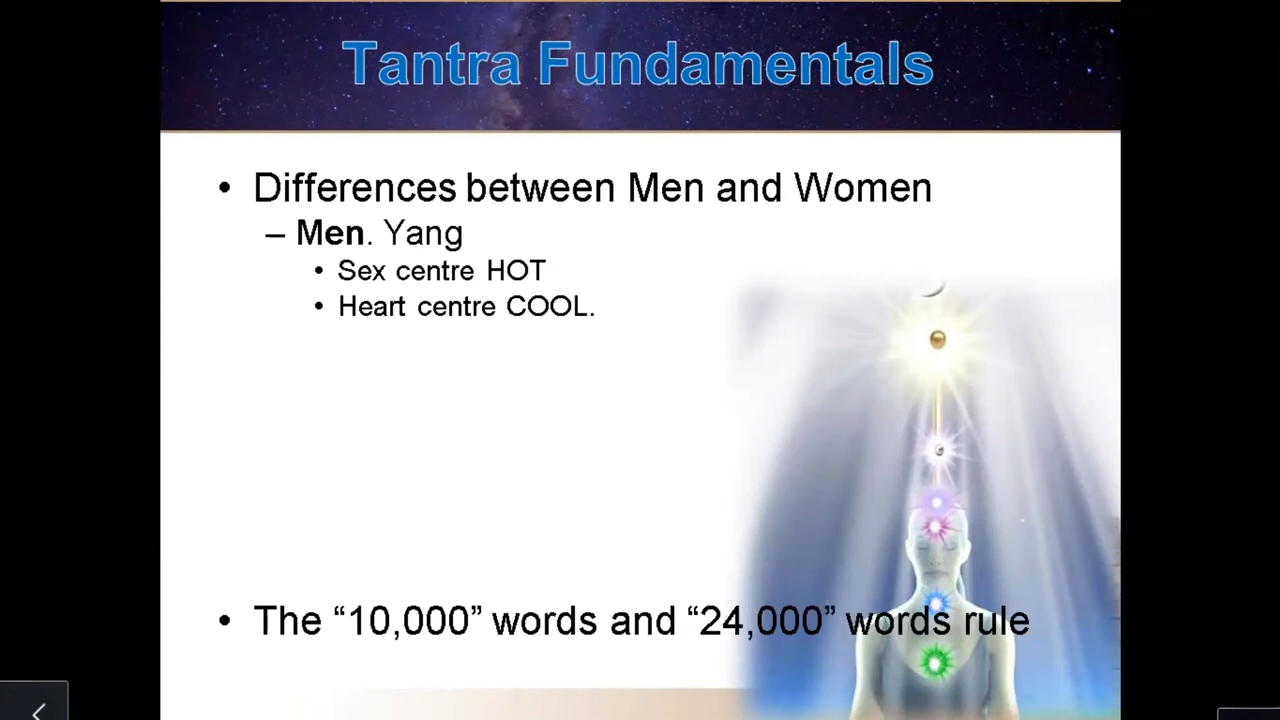 Tantra Fundamentals
• Differences between Men and Women
– Men. Yang
• Sex centre HOT
• Heart centre COOL.
• The “10,000” words and “24,000” words rule